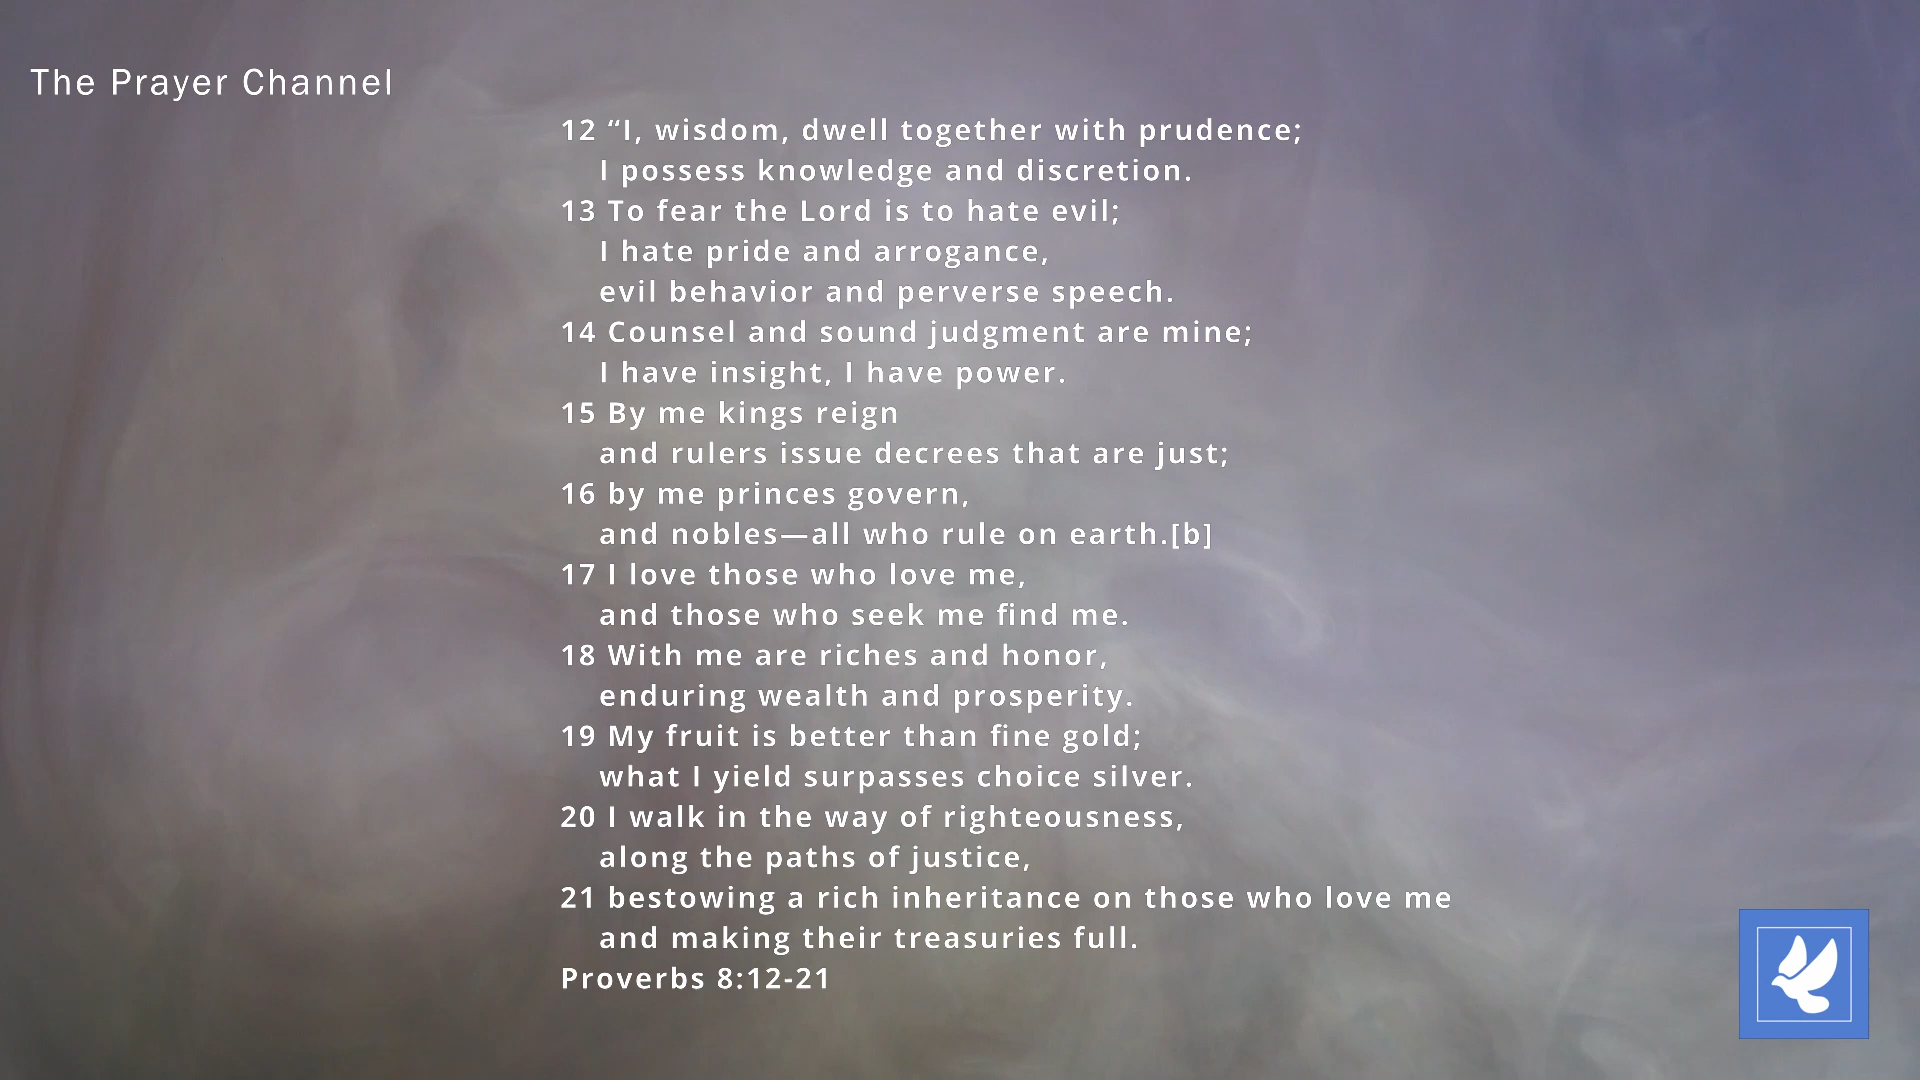 The Prayer Channel
12 “I, wisdom, dwell together with prudence;
I possess knowledge and discretion.
13 To fear the Lord is to hate evil;
I hate pride and arrogance,
evil behavior and perverse speech.
14 Counsel and sound judgment are mine;
I have insight, I have power.
15 By me kings reign
and rulers issue decrees that are just;
16 by me princes govern,
and nobles—all who rule on earth.[b]
17 I love those who love me,
and those who seek me find me.
18 With me are riches and honor,
enduring wealth and prosperity.
19 My fruit is better than fine gold;
what I yield surpasses choice silver.
20 I walk in the way of righteousness,
along the paths of justice,
21 bestowing a rich inheritance on those who love me
and making their treasuries full.
Proverbs 8:12-21